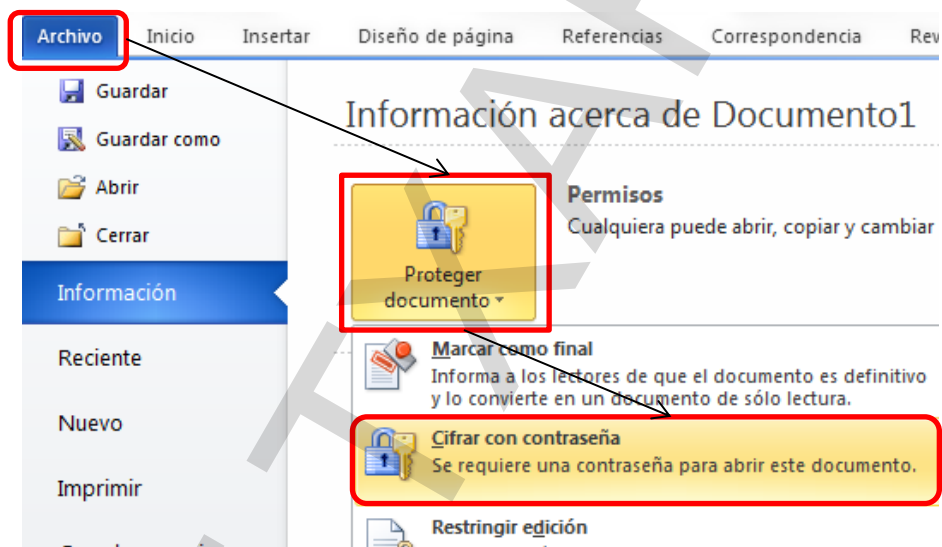 Archivo Inicio Insertar Diseño de página Referencias Correspondencia
Guardar
Información acerca de Documento1
Guardar como
Abrir
Permisos
Cualquiera puede abrir, copiar y cambiar
Cerrar
Proteger
documento
Información
Marcar como final
Informa a los lectores de que el documento es definitivo
y lo convierte en un documento de sólo lectura.
Reciente
Nuevo
Cifrar con contraseña
Se requiere una contraseña para abrir este documento.
Imprimir
Restringir edición